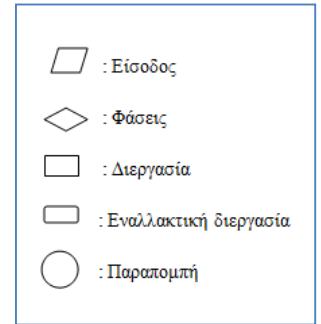 : Είσοδος
: Φάσεις
: Διεργασία
: Εναλλακτική διεργασία
: Παραπομπή